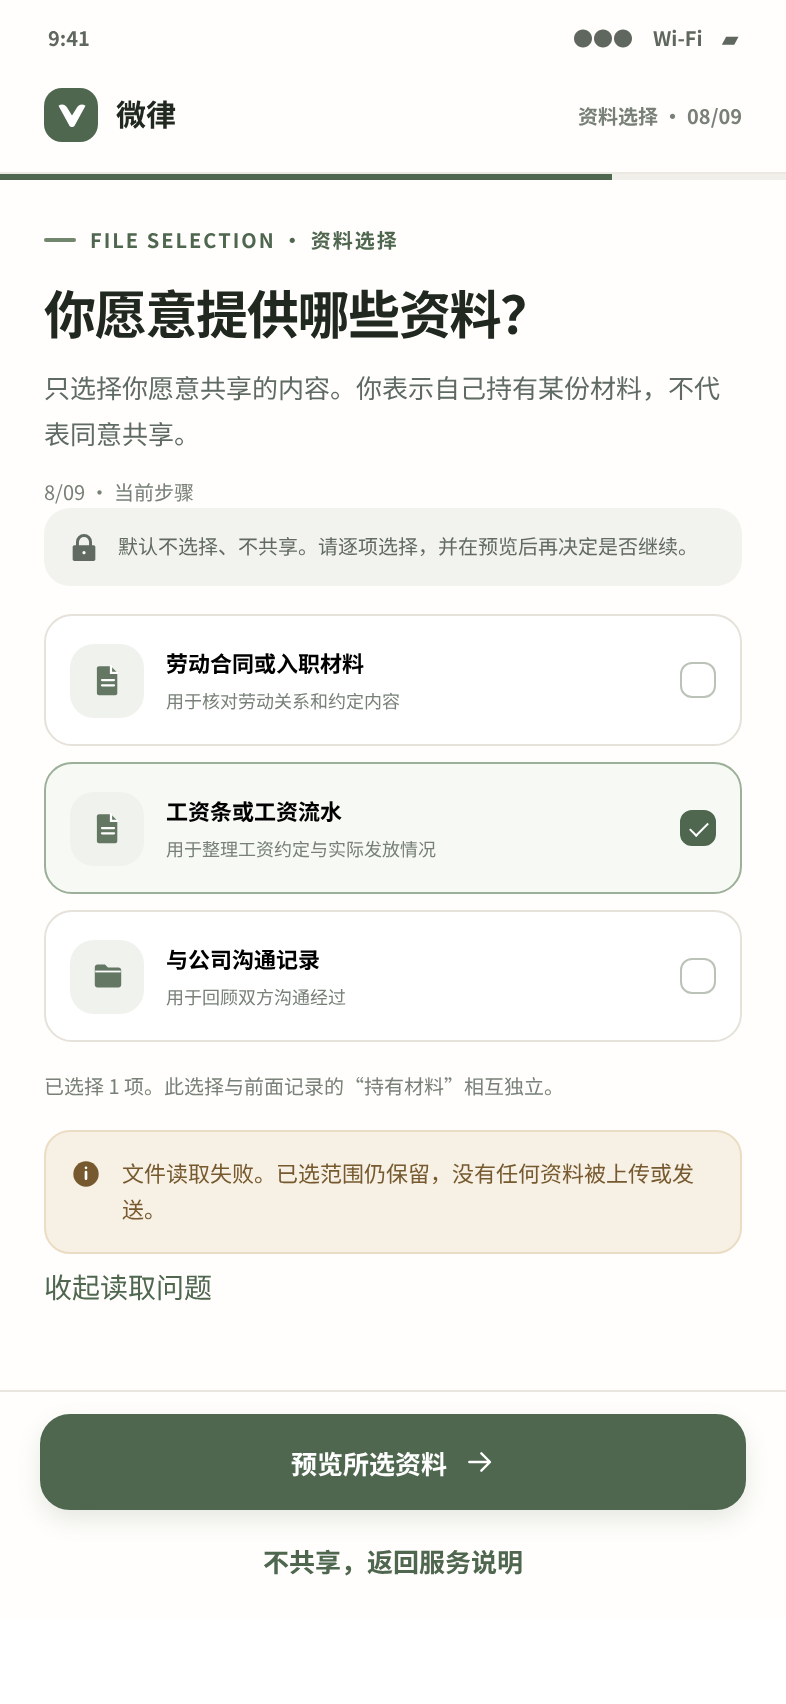 9:41
Wi-Fi
微律
资料选择 • 08/09
FILE SELECTION • 资料选择
你愿意提供哪些资料？
只选择你愿意共享的内容。你表示自己持有某份材料，不代
表同意共享。
8/09 • 当前步骤
默认不选择、不共享。请逐项选择，并在预览后再决定是否继续。
劳动合同或入职材料
用于核对劳动关系和约定内容
工资条或工资流水
用于整理工资约定与实际发放情况
与公司沟通记录
用于回顾双方沟通经过
已选择 1 项。此选择与前面记录的“持有材料”相互独立。
文件读取失败。已选范围仍保留，没有任何资料被上传或发
送。
收起读取问题
预览所选资料 →
不共享，返回服务说明